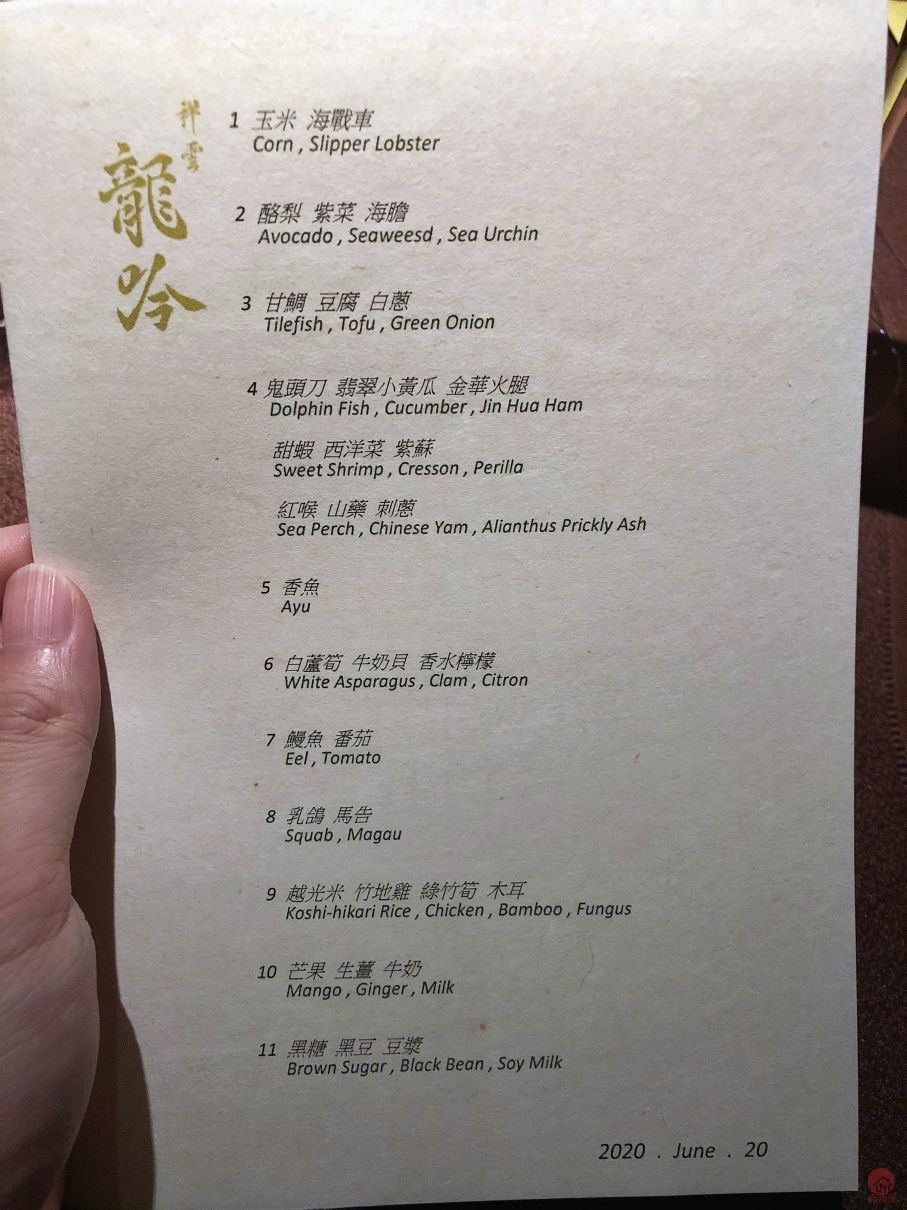 祥雲
龍吟
1 玉米 海戰車
Corn , Slipper Lobster
2 酪梨 紫菜 海膽
Avocado , Seaweesd , Sea Urchin
3 甘鯛 豆腐 白蔥
Tilefish , Tofu , Green Onion
4 鬼頭刀 翡翠小黃瓜 金華火腿
Dolphin Fish , Cucumber , Jin Hua Ham
甜蝦 西洋菜 紫蘇
Sweet Shrimp , Cresson , Perilla
紅喉 山藥 刺蔥
Sea Perch , Chinese Yam , Alianthus Prickly Ash
5 香魚
Ayu
6 白蘆筍 牛奶貝 香水檸檬
White Asparagus , Clam , Citron
7 鰻魚 番茄
Eel , Tomato
8 乳鴿 馬告
Squab , Magau
9 越光米 竹地雞 綠竹筍 木耳
Koshi-hikari Rice , Chicken , Bamboo , Fungus
10 芒果 生薑 牛奶
Mango , Ginger , Milk
11 黑糖 黑豆 豆漿
Brown Sugar , Black Bean , Soy Milk
2020 . June . 20